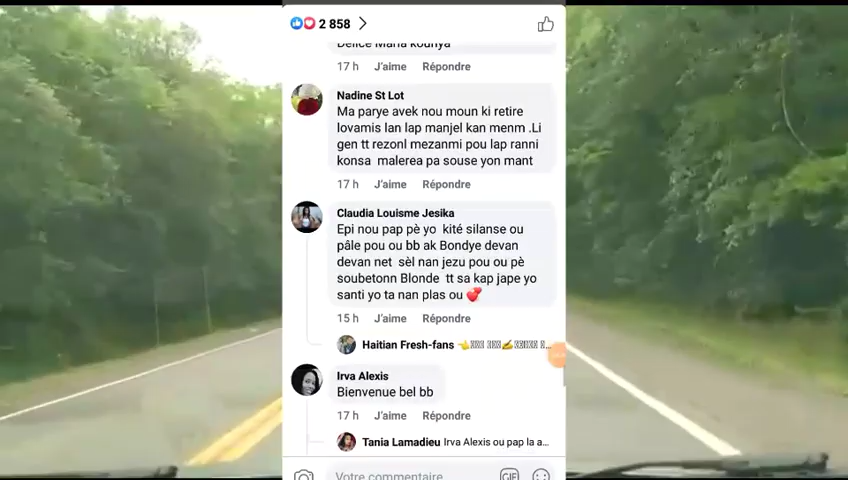 2 858
Delice Maria kounya
17 h J'aime Répondre
Nadine St Lot
Ma parye avek nou moun ki retire
lovamis lan lap manjel kan menm .Li
gen tt rezonl mezanmi pou lap ranni
konsa malerea pa souse yon mant
17 h J'aime Répondre
Claudia Louisme Jesika
Epi nou pap pè yo kité silanse ou
pâle pou ou bb ak Bondye devan
devan net sèl nan jezu pou ou pè
soubetonn Blonde tt sa kap jape yo
santi yo ta nan plas ou 💕
15 h J'aime Répondre
Haitian Fresh-fans
Irva Alexis
Bienvenue bel bb
17 h J'aime Répondre
Tania Lamadieu Irva Alexis ou pap la a...
Votre commentaire GIF